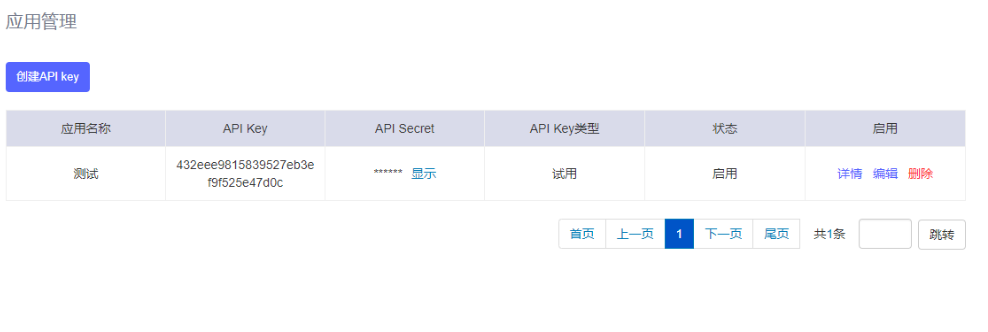 应用管理
创建API key
应用名称 API Key API Secret API Key类型 状态 启用
测试 432eee9815839527eb3e ****** 显示 试用 启用 详情 编辑 删除
f9f525e47d0c
首页 上一页 1 下一页 尾页 共1条 跳转